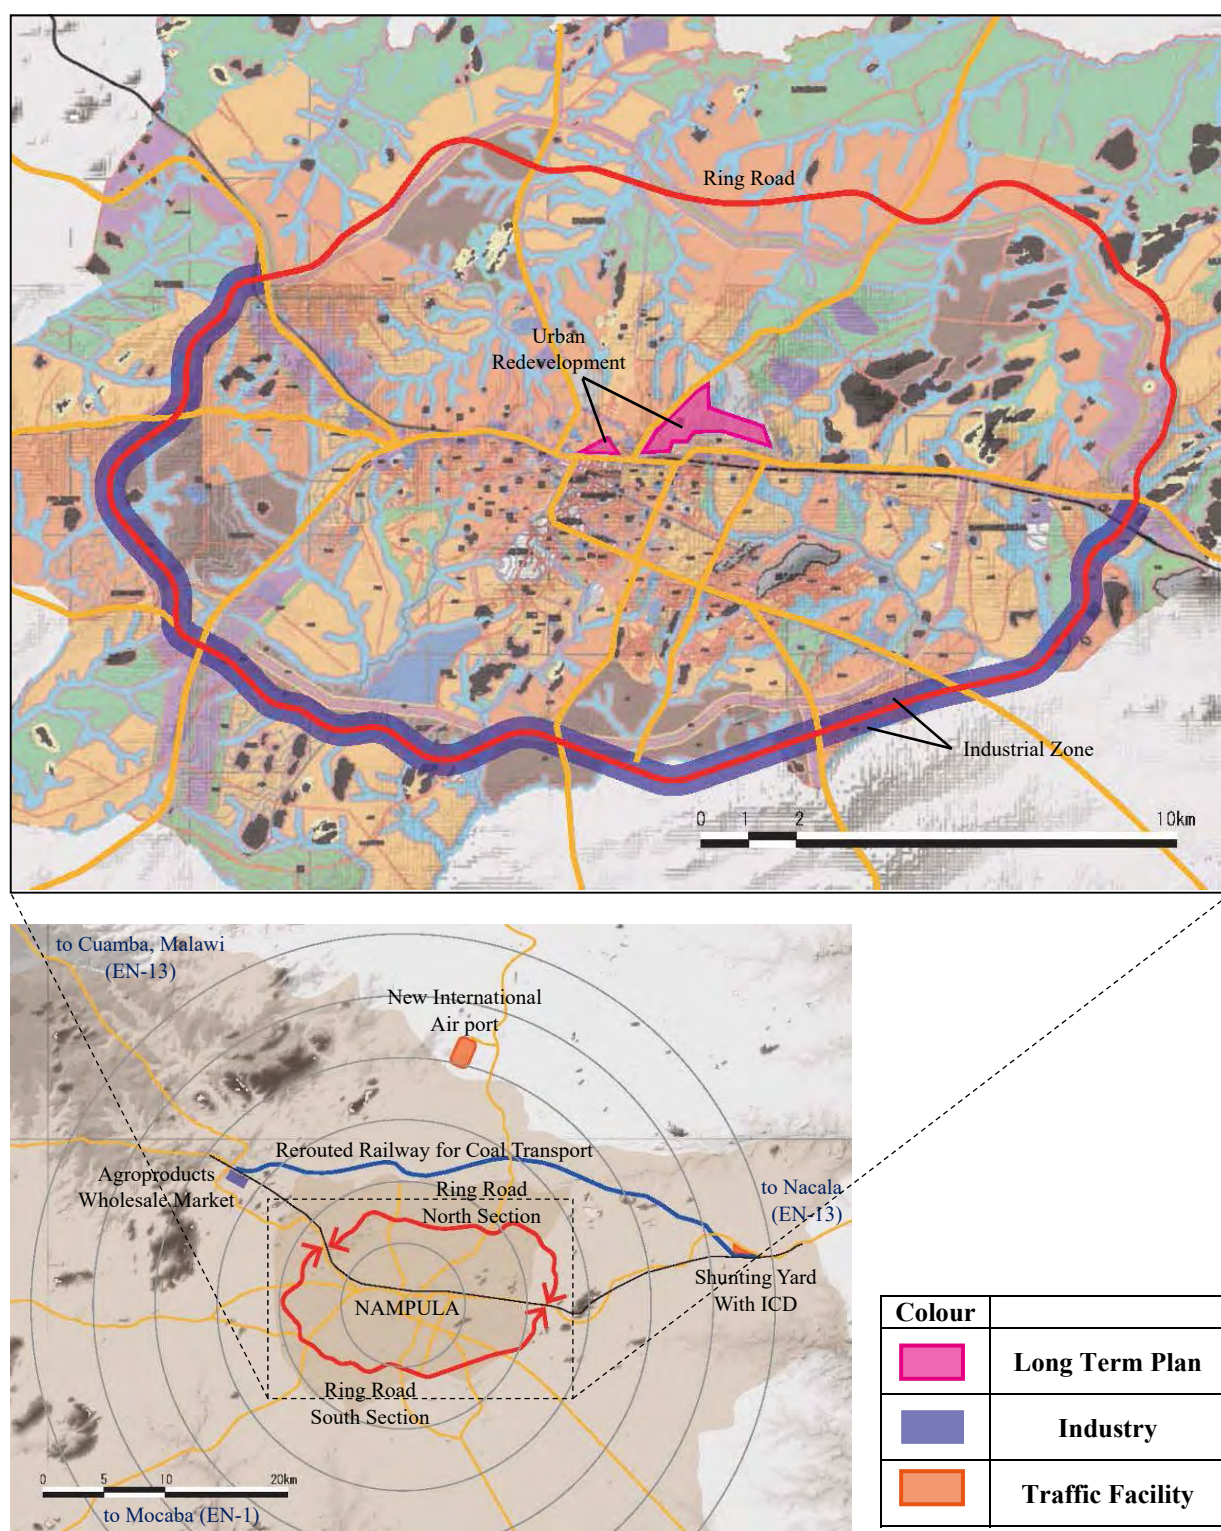 Ring Road
Urban
Redevelopment
Industrial Zone
0 1 2 10km
to Cuamba, Malawi
(EN-13)
New International
Air port
Rerouted Railway for Coal Transport
Agroproducts
Wholesale Market
Ring Road
North Section
to Nacala
(EN-13)
Shunting Yard
With ICD
NAMPULA
Ring Road
South Section
0 5 10 20km
to Mocaba (EN-1)
Colour
Long Term Plan
Industry
Traffic Facility